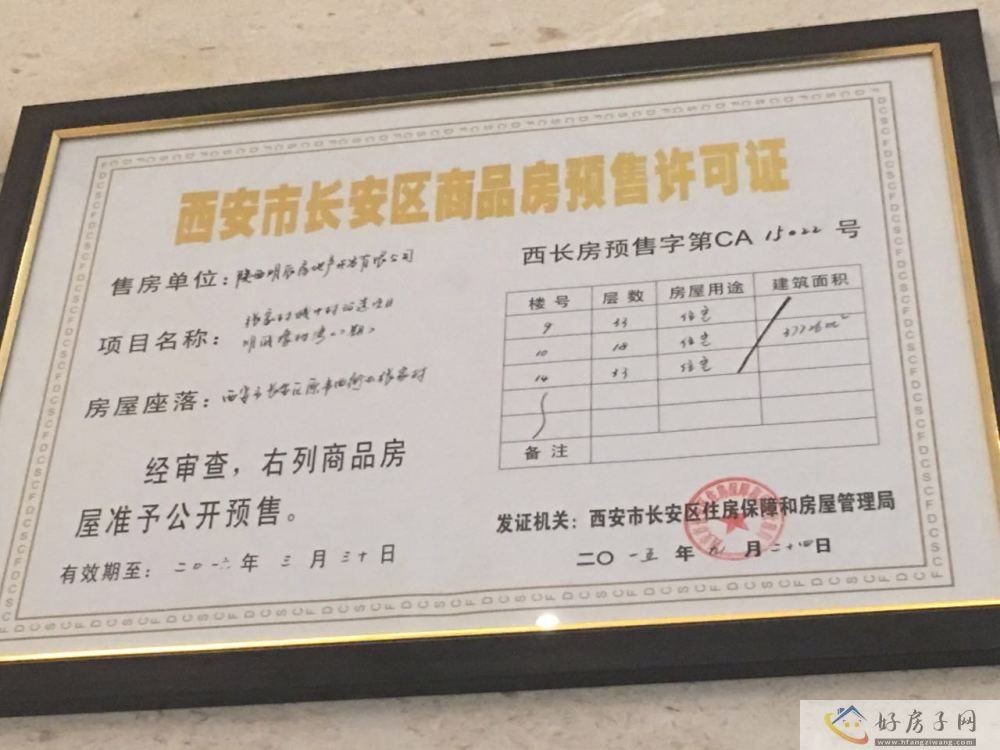 西安市长安区商品房预售许可证
西长房预售字第CA 15022 号
售房单位：陕西明辰房地产开发有限公司
项目名称：
房屋座落：西安市长安区
经审查，右列商品房
屋准予公开预售。
有效期至：二〇一六年三月三十日
楼号 层数 房屋用途 建筑面积
9 33 住宅
10 18 住宅
14 33 住宅
备注
发证机关：西安市长安区住房保障和房屋管理局
二〇一五年九月二十四日
好房子网
www.hfangziwang.com